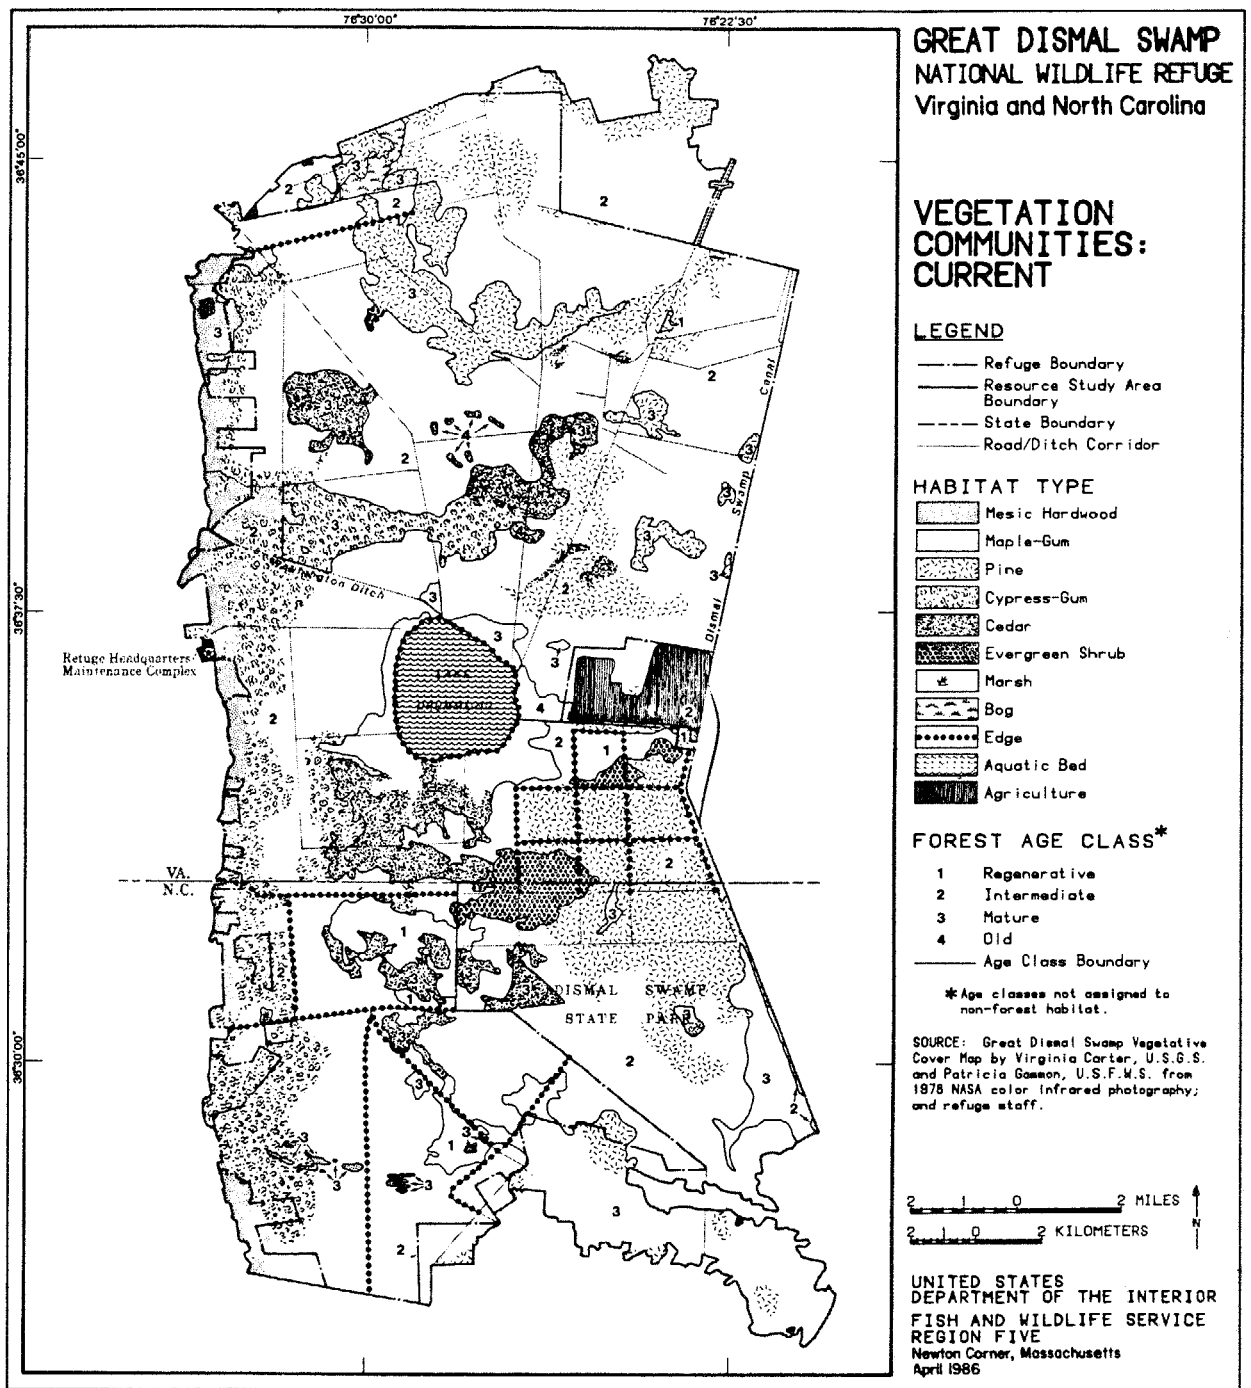 76°30'00"
76°22'30"
GREAT DISMAL SWAMP
NATIONAL WILDLIFE REFUGE
Virginia and North Carolina
36°45'00"
VEGETATION
COMMUNITIES:
CURRENT
LEGEND
Refuge Boundary
Resource Study Area
Boundary
State Boundary
Road/Ditch Corridor
HABITAT TYPE
Mesic Hardwood
Maple-Gum
Pine
Cypress-Gum
Cedar
Evergreen Shrub
Marsh
Bog
Edge
Aquatic Bed
Agriculture
FOREST AGE CLASS*
1 Regenerative
2 Intermediate
3 Mature
4 Old
Age Class Boundary
*Age classes not assigned to
non-forest habitat.
SOURCE: Great Dismal Swamp Vegetative
Cover Map by Virginia Carter, U.S.G.S.
and Patricia Gammon, U.S.F.W.S. from
1978 NASA color infrared photography;
and refuge staff.
2 1 0 2 MILES
2 1 0 2 KILOMETERS
N
UNITED STATES
DEPARTMENT OF THE INTERIOR
FISH AND WILDLIFE SERVICE
REGION FIVE
Newton Corner, Massachusetts
April 1986
Dismal Swamp Canal
Washington Ditch
36°37'30"
Refuge Headquarters
Maintenance Complex
LAKE
DRUMMOND
VA.
N.C.
DISMAL SWAMP
STATE PARK
36°30'00"